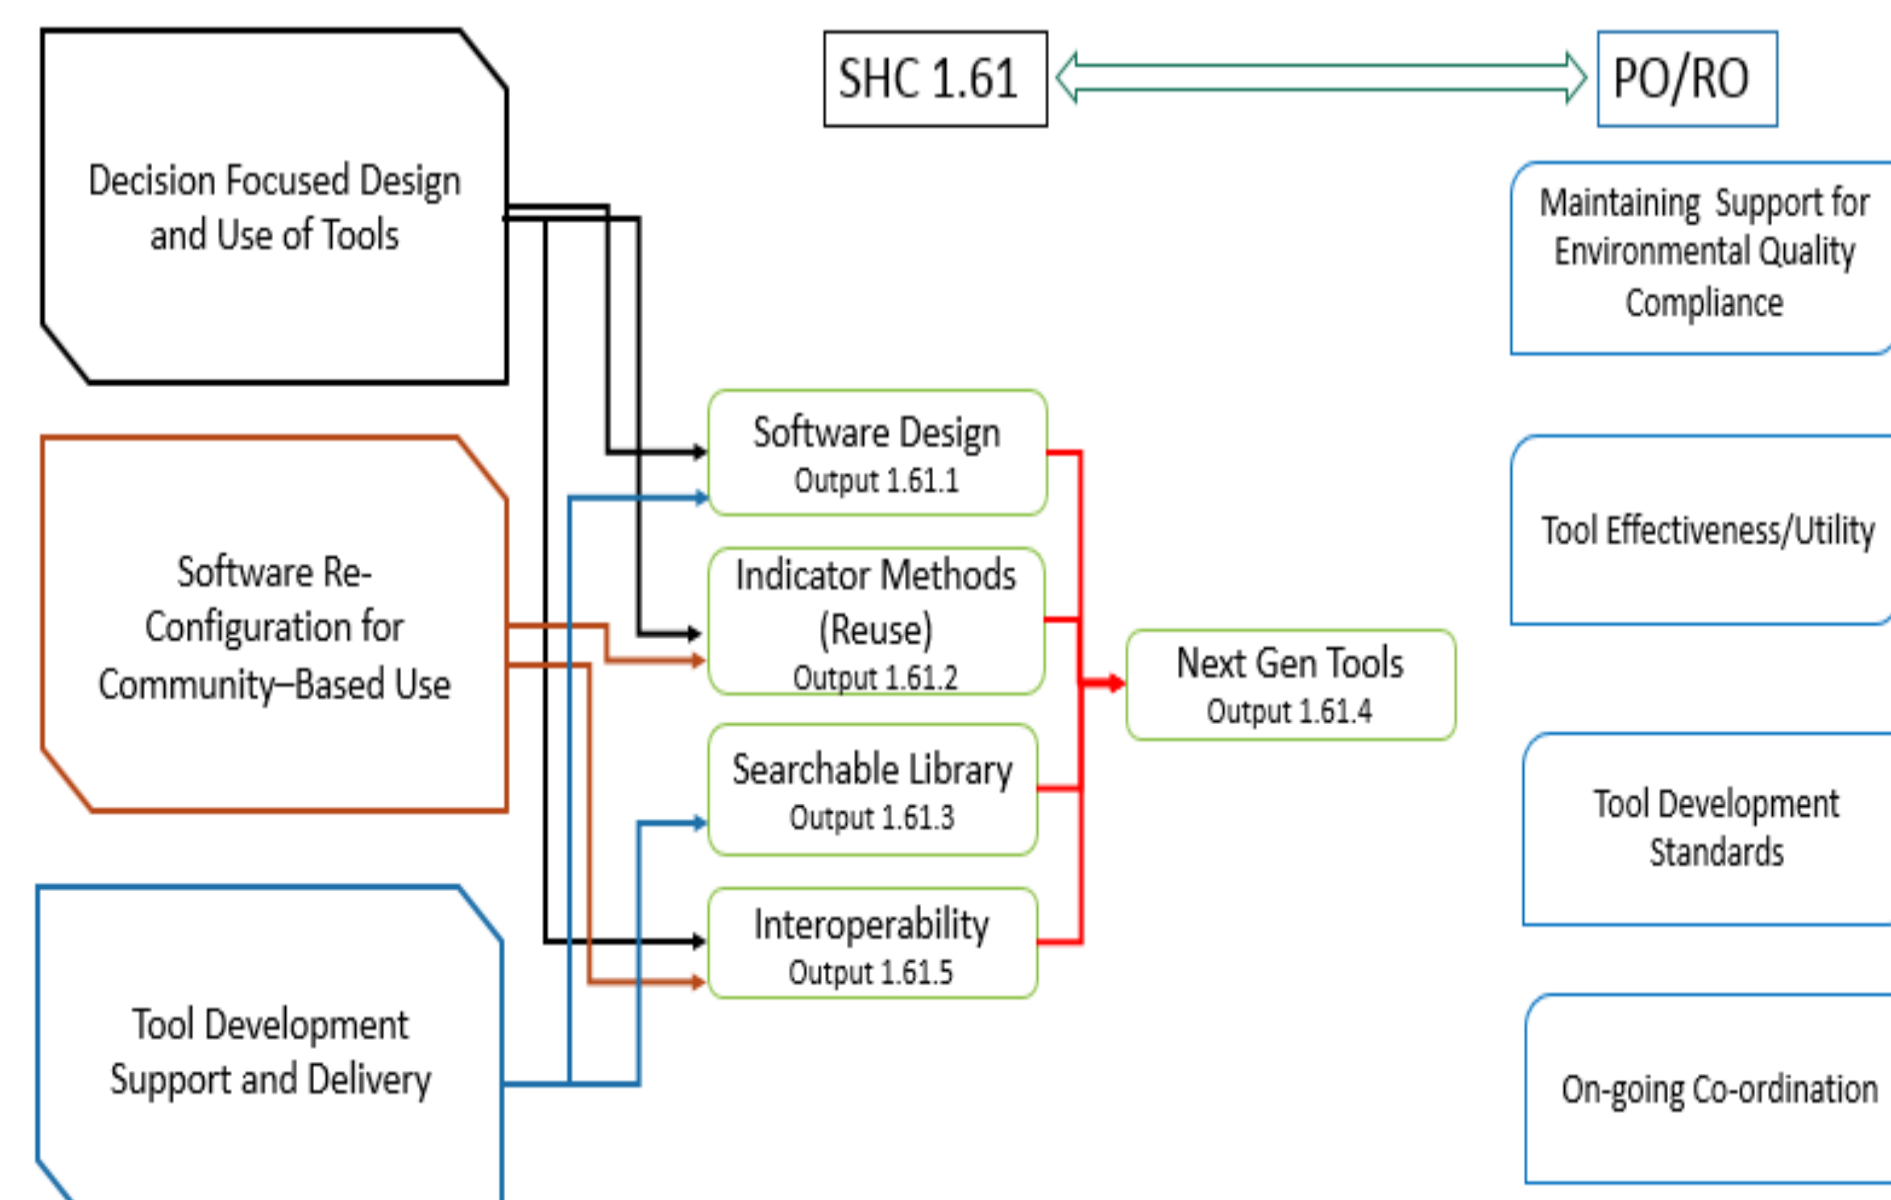 Decision Focused Design
and Use of Tools
Software Re-
Configuration for
Community–Based Use
Tool Development
Support and Delivery
SHC 1.61
Software Design
Output 1.61.1
Indicator Methods
(Reuse)
Output 1.61.2
Searchable Library
Output 1.61.3
Interoperability
Output 1.61.5
Next Gen Tools
Output 1.61.4
PO/RO
Maintaining Support for
Environmental Quality
Compliance
Tool Effectiveness/Utility
Tool Development
Standards
On-going Co-ordination